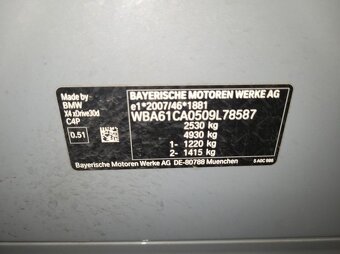 Made by
BMW
X4 xDrive30d
C4P
0.51
BAYERISCHE MOTOREN WERKE AG
e1*2007/46*1881
WBA61CA0509L78587
2530 kg
4930 kg
1- 1220 kg
2- 1415 kg
Bayerische Motoren Werke AG DE-80788 Muenchen